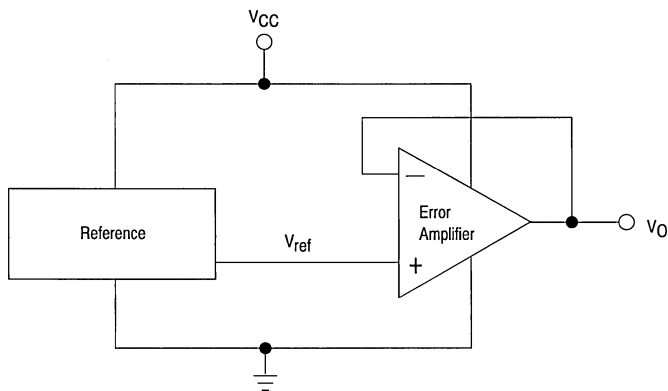 VCC
Reference
Vref
−
Error
Amplifier
+
VO